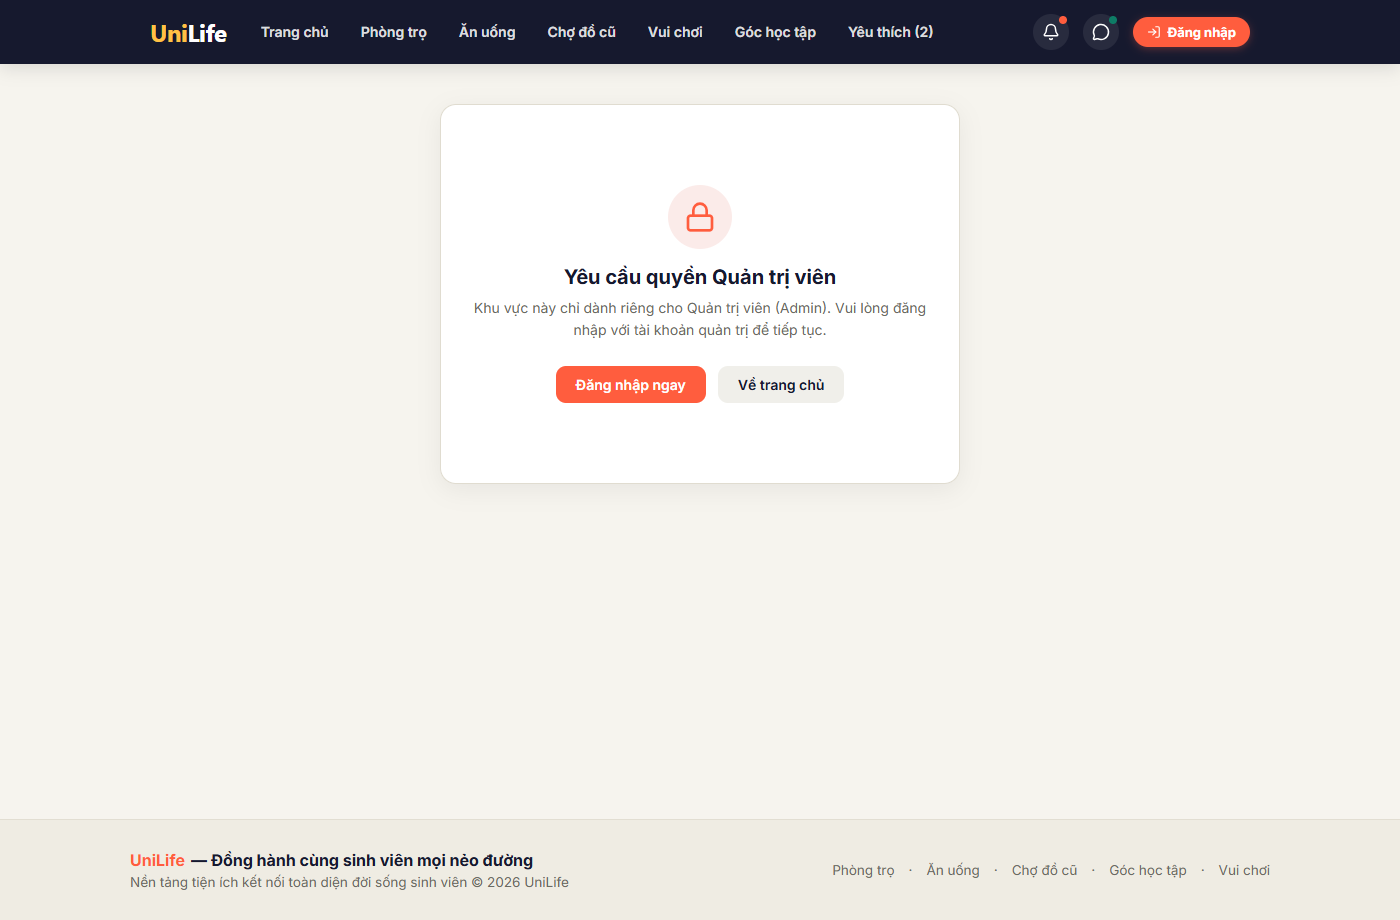 UniLife
Trang chủ
Phòng trọ
Ăn uống
Chợ đồ cũ
Vui chơi
Góc học tập
Yêu thích (2)
Đăng nhập
Yêu cầu quyền Quản trị viên
Khu vực này chỉ dành riêng cho Quản trị viên (Admin). Vui lòng đăng
nhập với tài khoản quản trị để tiếp tục.
Đăng nhập ngay
Về trang chủ
UniLife — Đồng hành cùng sinh viên mọi nẻo đường
Nền tảng tiện ích kết nối toàn diện đời sống sinh viên © 2026 UniLife
Phòng trọ · Ăn uống · Chợ đồ cũ · Góc học tập · Vui chơi